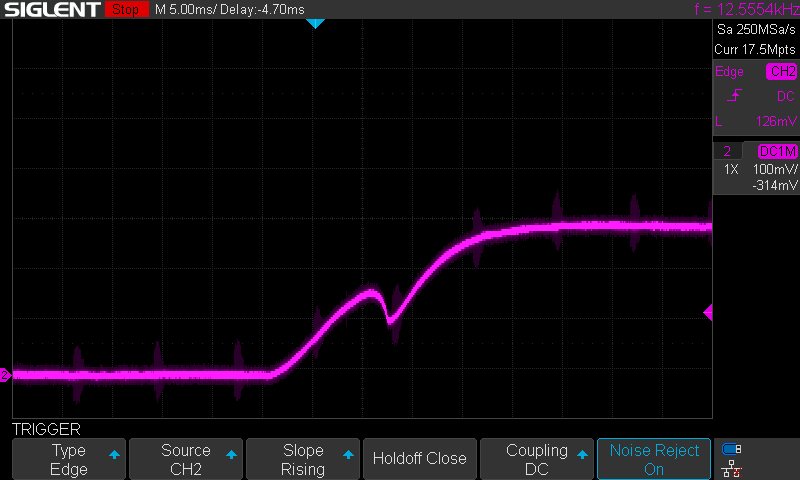 SIGLENT Stop M 5.00ms/ Delay:-4.70ms f = 12.5554kHz
Sa 250MSa/s
Curr 17.5Mpts
Edge CH2
DC
L 126mV
2 DC1M
1X 100mV/
-314mV
2
TRIGGER
Type
Edge
Source
CH2
Slope
Rising
Holdoff Close
Coupling
DC
Noise Reject
On